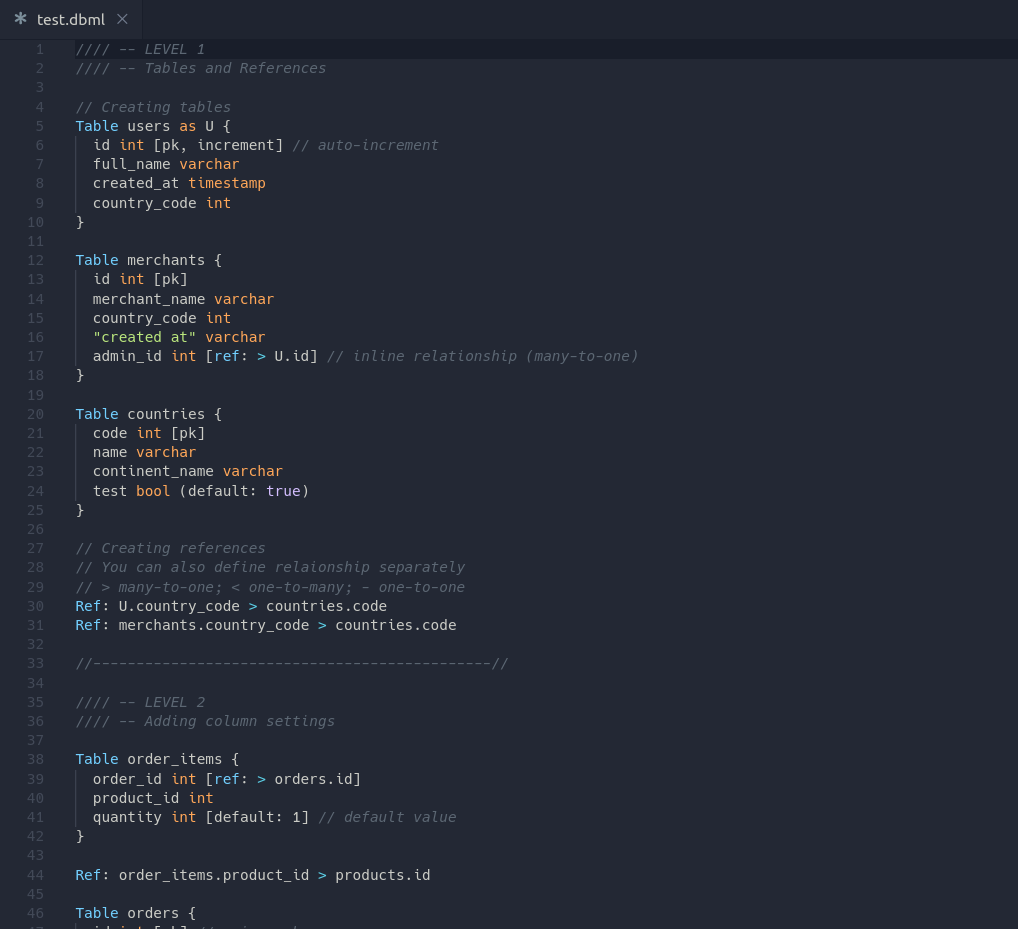 test.dbml
1 //// -- LEVEL 1
2 //// -- Tables and References
3
4 // Creating tables
5 Table users as U {
6 id int [pk, increment] // auto-increment
7 full_name varchar
8 created_at timestamp
9 country_code int
10 }
11
12 Table merchants {
13 id int [pk]
14 merchant_name varchar
15 country_code int
16 "created at" varchar
17 admin_id int [ref: > U.id] // inline relationship (many-to-one)
18 }
19
20 Table countries {
21 code int [pk]
22 name varchar
23 continent_name varchar
24 test bool (default: true)
25 }
26
27 // Creating references
28 // You can also define relaionship separately
29 // > many-to-one; < one-to-many; - one-to-one
30 Ref: U.country_code > countries.code
31 Ref: merchants.country_code > countries.code
32
33 //----------------------------------------------//
34
35 //// -- LEVEL 2
36 //// -- Adding column settings
37
38 Table order_items {
39 order_id int [ref: > orders.id]
40 product_id int
41 quantity int [default: 1] // default value
42 }
43
44 Ref: order_items.product_id > products.id
45
46 Table orders {